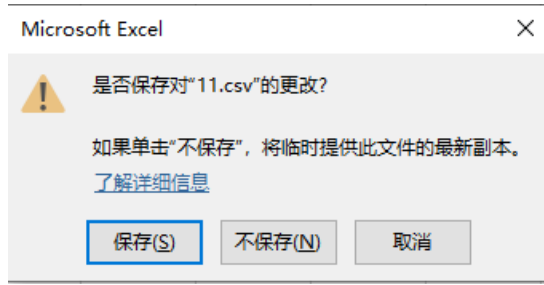 Microsoft Excel
是否保存对“11.csv”的更改?
如果单击“不保存”，将临时提供此文件的最新副本。
了解详细信息
保存(S)
不保存(N)
取消